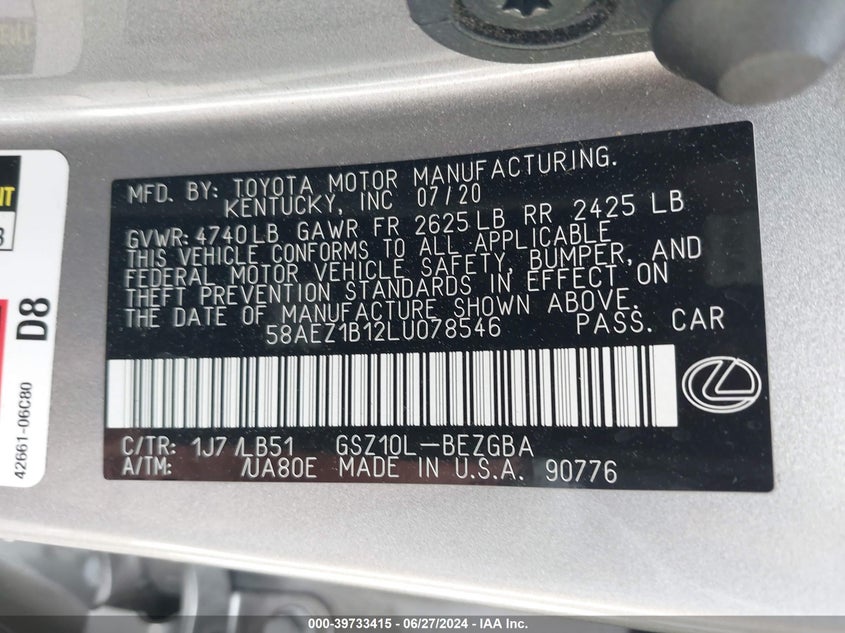 MFD. BY: TOYOTA MOTOR MANUFACTURING.
KENTUCKY, INC 07/20
GVWR: 4740LB GAWR FR 2625LB RR 2425 LB
THIS VEHICLE CONFORMS TO ALL APPLICABLE
FEDERAL MOTOR VEHICLE SAFETY, BUMPER, AND
THEFT PREVENTION STANDARDS IN EFFECT ON
THE DATE OF MANUFACTURE SHOWN ABOVE.
58AEZ1B12LU078546 PASS. CAR
C/TR: 1J7 /LB51 GSZ10L-BEZGBA
A/TM: /UA80E MADE IN U.S.A. 90776
D8
42661-06C80
000-39733415 - 06/27/2024 - IAA Inc.